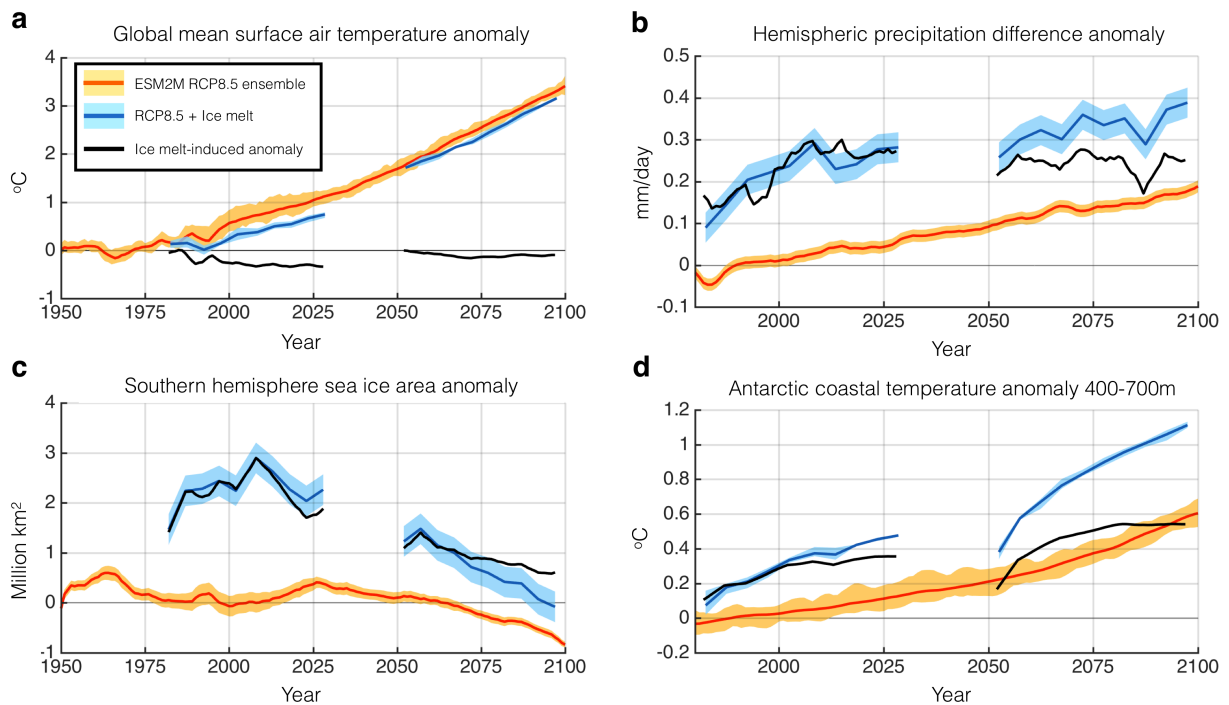 a
Global mean surface air temperature anomaly
4
3
2
1
0
-1
°C
ESM2M RCP8.5 ensemble
RCP8.5 + Ice melt
Ice melt-induced anomaly
1950
1975
2000
2025
2050
2075
2100
Year
b
Hemispheric precipitation difference anomaly
0.5
0.4
0.3
0.2
0.1
0
-0.1
mm/day
2000
2025
2050
2075
2100
Year
c
Southern hemisphere sea ice area anomaly
4
3
2
1
0
-1
Million km²
1950
1975
2000
2025
2050
2075
2100
Year
d
Antarctic coastal temperature anomaly 400-700m
1.2
1
0.8
0.6
0.4
0.2
0
-0.2
°C
2000
2025
2050
2075
2100
Year